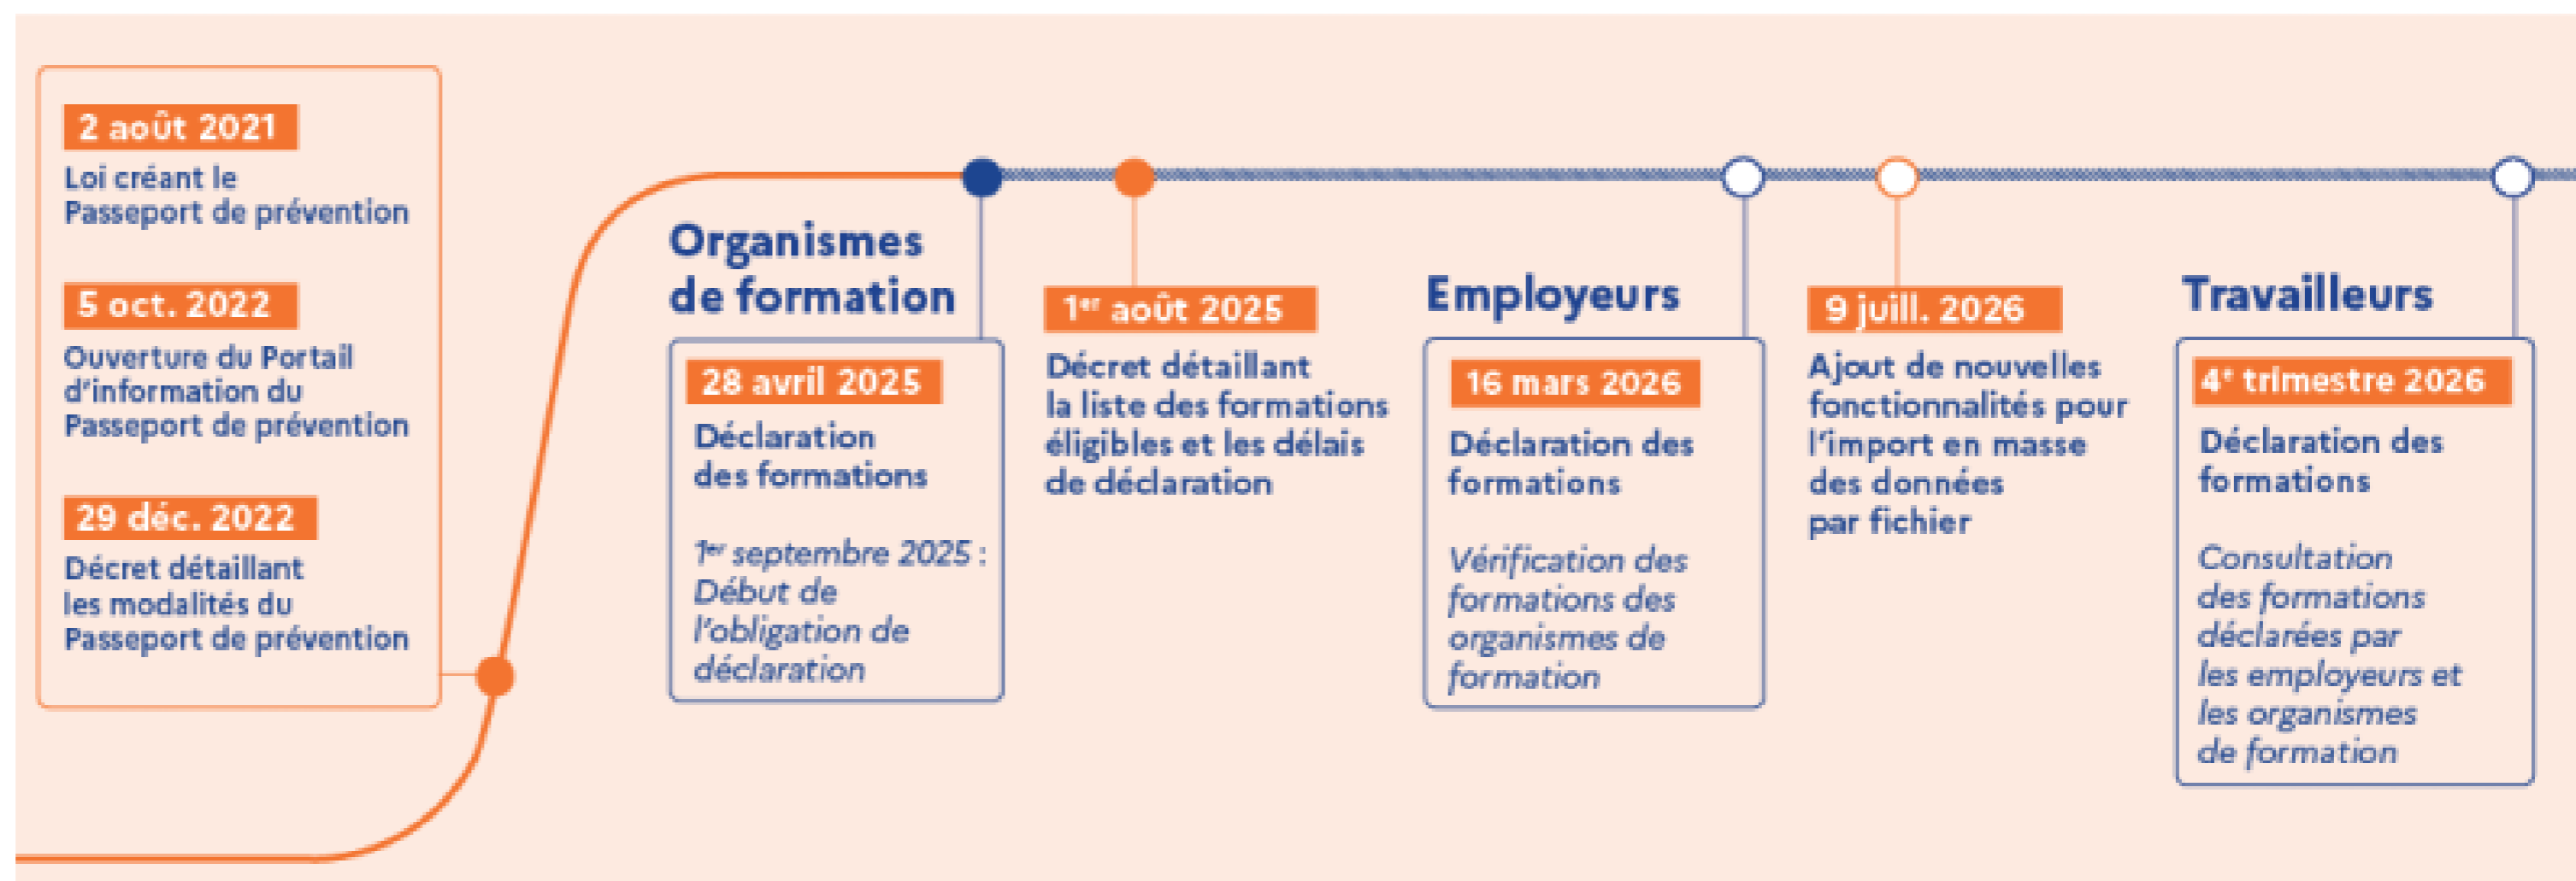 2 août 2021
Loi créant le
Passeport de prévention
5 oct. 2022
Ouverture du Portail
d'information du
Passeport de prévention
29 déc. 2022
Décret détaillant
les modalités du
Passeport de prévention
Organismes
de formation
28 avril 2025
Déclaration
des formations
1er septembre 2025 :
Début de
l'obligation de
déclaration
1er août 2025
Décret détaillant
la liste des formations
éligibles et les délais
de déclaration
Employeurs
16 mars 2026
Déclaration des
formations
Vérification des
formations des
organismes de
formation
9 juill. 2026
Ajout de nouvelles
fonctionnalités pour
l'import en masse
des données
par fichier
Travailleurs
4e trimestre 2026
Déclaration des
formations
Consultation
des formations
déclarées par
les employeurs et
les organismes
de formation